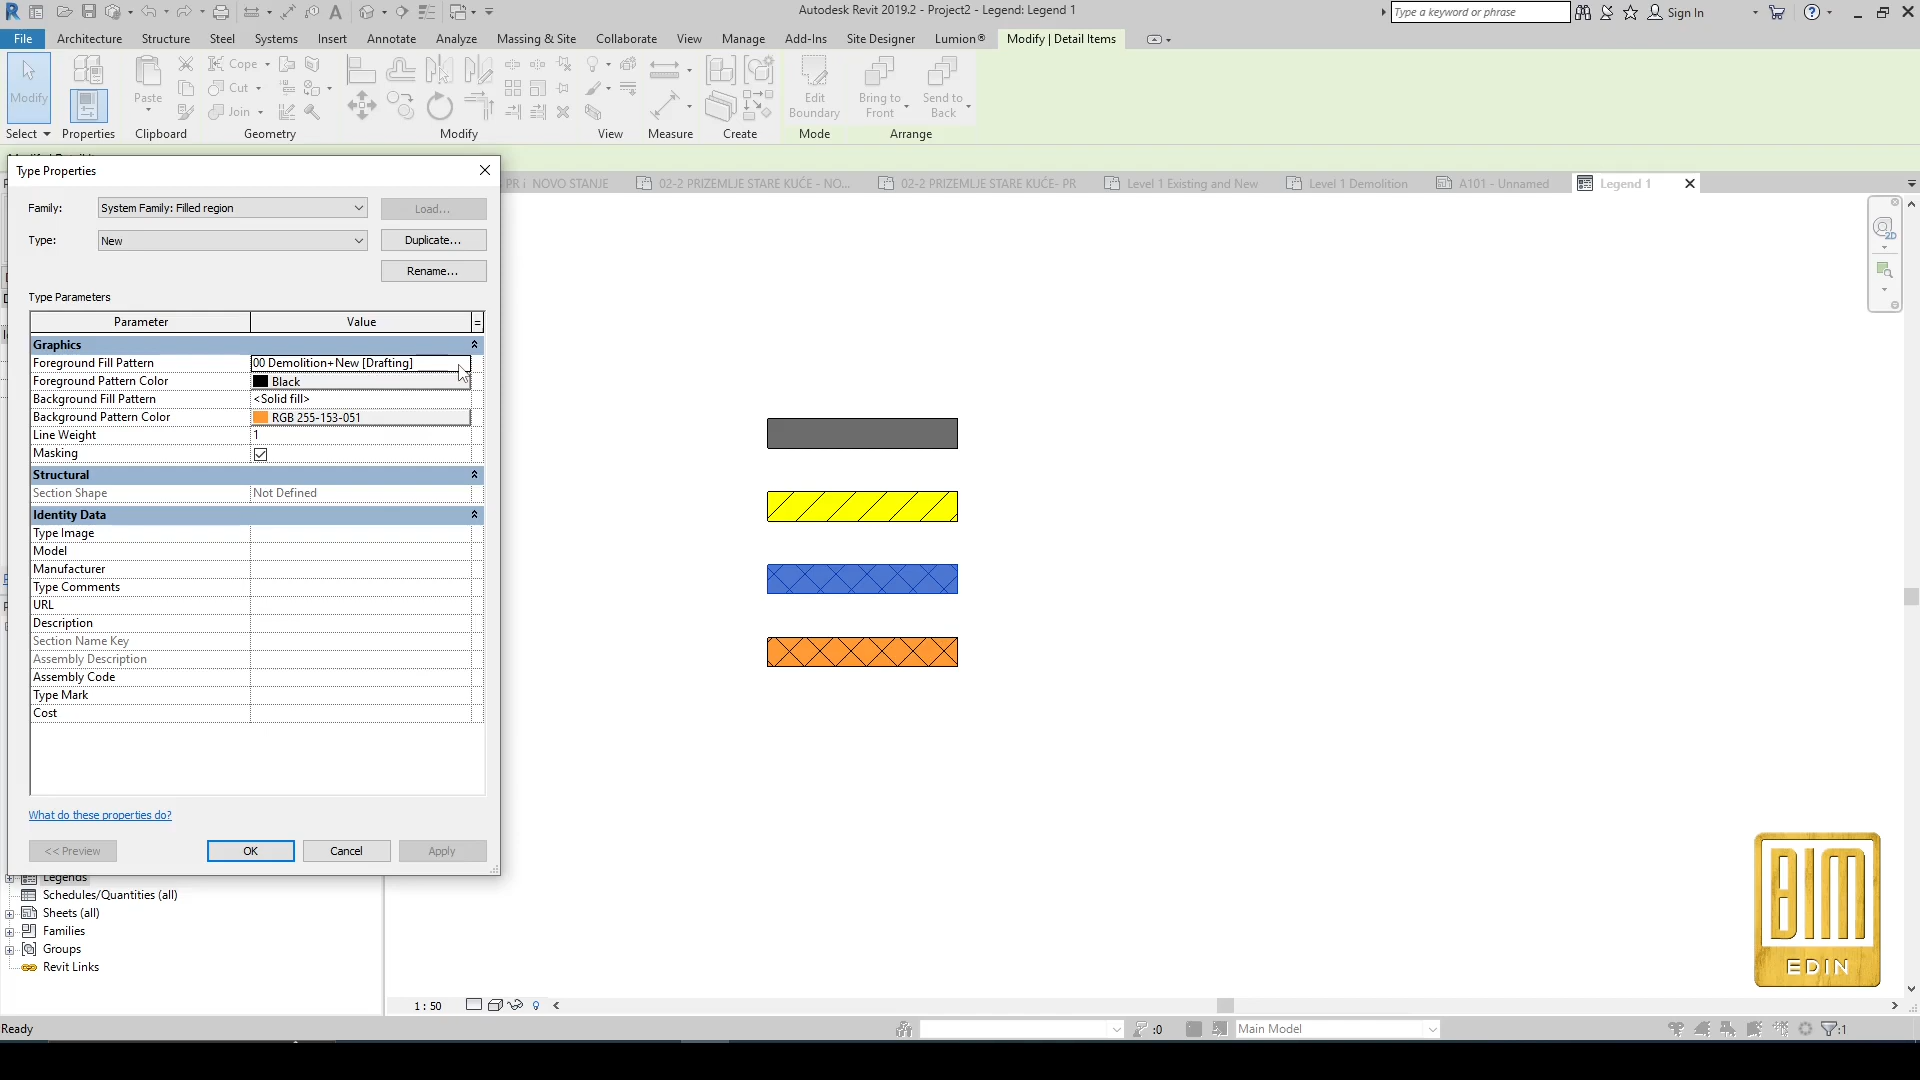 Autodesk Revit 2019.2 - Project2 - Legend: Legend 1
Type a keyword or phrase
Sign In
File Architecture Structure Steel Systems Insert Annotate Analyze Massing & Site Collaborate View Manage Add-Ins Site Designer Lumion® Modify | Detail Items
Modify
Paste
Cope
Cut
Join
Edit
Boundary
Bring to
Front
Send to
Back
Select Properties Clipboard Geometry Modify View Measure Create Mode Arrange
PR i NOVO STANJE
02-2 PRIZEMLJE STARE KUĆE - NO...
02-2 PRIZEMLJE STARE KUĆE- PR
Level 1 Existing and New
Level 1 Demolition
A101 - Unnamed
Legend 1
2D
Type Properties
Family: System Family: Filled region Load...
Type: New Duplicate...
Rename...
Type Parameters
Parameter Value =
Graphics
Foreground Fill Pattern 00 Demolition+New [Drafting]
Foreground Pattern Color Black
Background Fill Pattern <Solid fill>
Background Pattern Color RGB 255-153-051
Line Weight 1
Masking
Structural
Section Shape Not Defined
Identity Data
Type Image
Model
Manufacturer
Type Comments
URL
Description
Section Name Key
Assembly Description
Assembly Code
Type Mark
Cost
What do these properties do?
<< Preview OK Cancel Apply
Legends
Schedules/Quantities (all)
Sheets (all)
Families
Groups
Revit Links
BIM
EDIN
1 : 50
Ready
:0
Main Model
:1